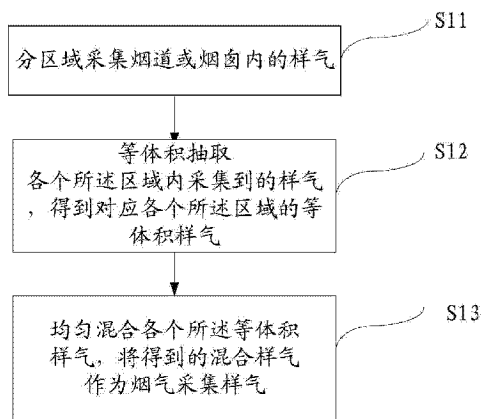 分区域采集烟道或烟囱内的样气
S11
等体积抽取
各个所述区域内采集到的样气
，得到对应各个所述区域的等
体积样气
S12
均匀混合各个所述等体积
样气，将得到的混合样气
作为烟气采集样气
S13